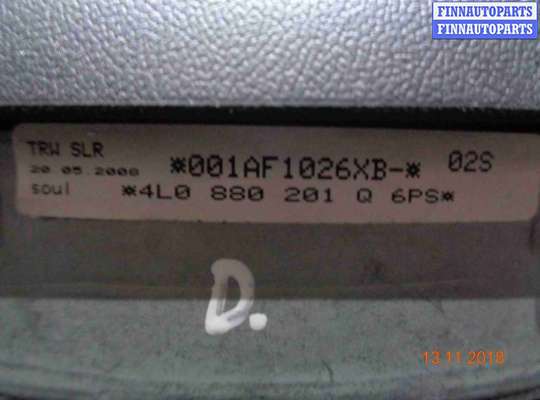 FINNAUTOPARTS
FINNAUTOPARTS
TRW SLR
20.05.2008 *001AF1026XB-* 02S
soul *4L0 880 201 Q 6PS*
D.
13 11 2018